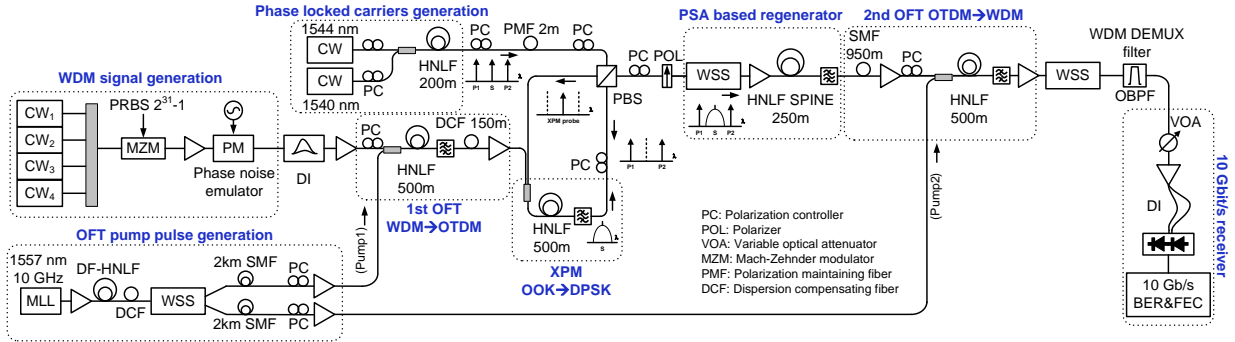 Phase locked carriers generation
1544 nm
CW
PC
CW
PC
1540 nm
HNLF
200m
PC
PMF 2m
PC
P1 S P2
λ
PBS
XPM probe
λ
PC
P1 P2
λ
PC POL
PSA based regenerator
WSS
HNLF SPINE
250m
P1 S P2
λ
2nd OFT OTDM→WDM
SMF
950m
PC
HNLF
500m
WSS
WDM DEMUX
filter
OBPF
VOA
DI
10 Gb/s
BER&FEC
10 Gbit/s receiver
WDM signal generation
CW1
CW2
CW3
CW4
PRBS 2^31-1
MZM
PM
Phase noise
emulator
DI
PC
HNLF
500m
DCF 150m
1st OFT
WDM→OTDM
HNLF
500m
S
λ
XPM
OOK→DPSK
OFT pump pulse generation
1557 nm
10 GHz
MLL
DF-HNLF
DCF
WSS
2km SMF
PC
2km SMF
PC
(Pump1)
(Pump2)
PC: Polarization controller
POL: Polarizer
VOA: Variable optical attenuator
MZM: Mach-Zehnder modulator
PMF: Polarization maintaining fiber
DCF: Dispersion compensating fiber